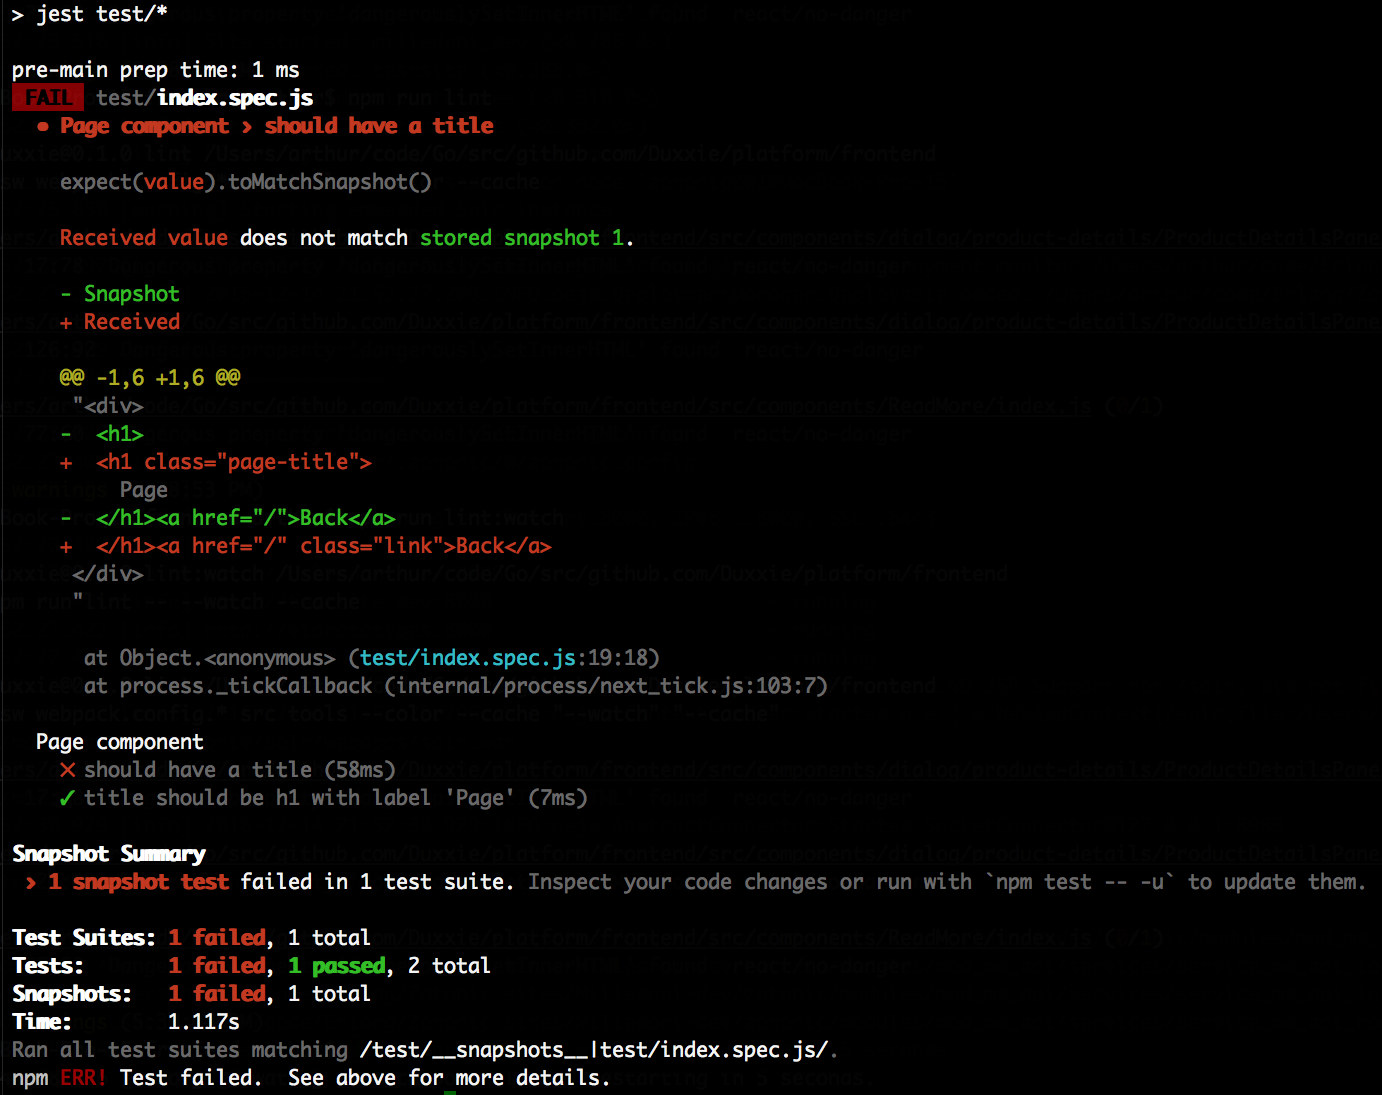 > jest test/*
pre-main prep time: 1 ms
FAIL test/index.spec.js
● Page component › should have a title
expect(value).toMatchSnapshot()
Received value does not match stored snapshot 1.
- Snapshot
+ Received
@@ -1,6 +1,6 @@
"<div>
- <h1>
+ <h1 class="page-title">
Page
- </h1><a href="/">Back</a>
+ </h1><a href="/" class="link">Back</a>
</div>
"
at Object.<anonymous> (test/index.spec.js:19:18)
at process._tickCallback (internal/process/next_tick.js:103:7)
Page component
✕ should have a title (58ms)
✓ title should be h1 with label 'Page' (7ms)
Snapshot Summary
› 1 snapshot test failed in 1 test suite. Inspect your code changes or run with `npm test -- -u` to update them.
Test Suites: 1 failed, 1 total
Tests: 1 failed, 1 passed, 2 total
Snapshots: 1 failed, 1 total
Time: 1.117s
Ran all test suites matching /test/__snapshots__|test/index.spec.js/.
npm ERR! Test failed. See above for more details.